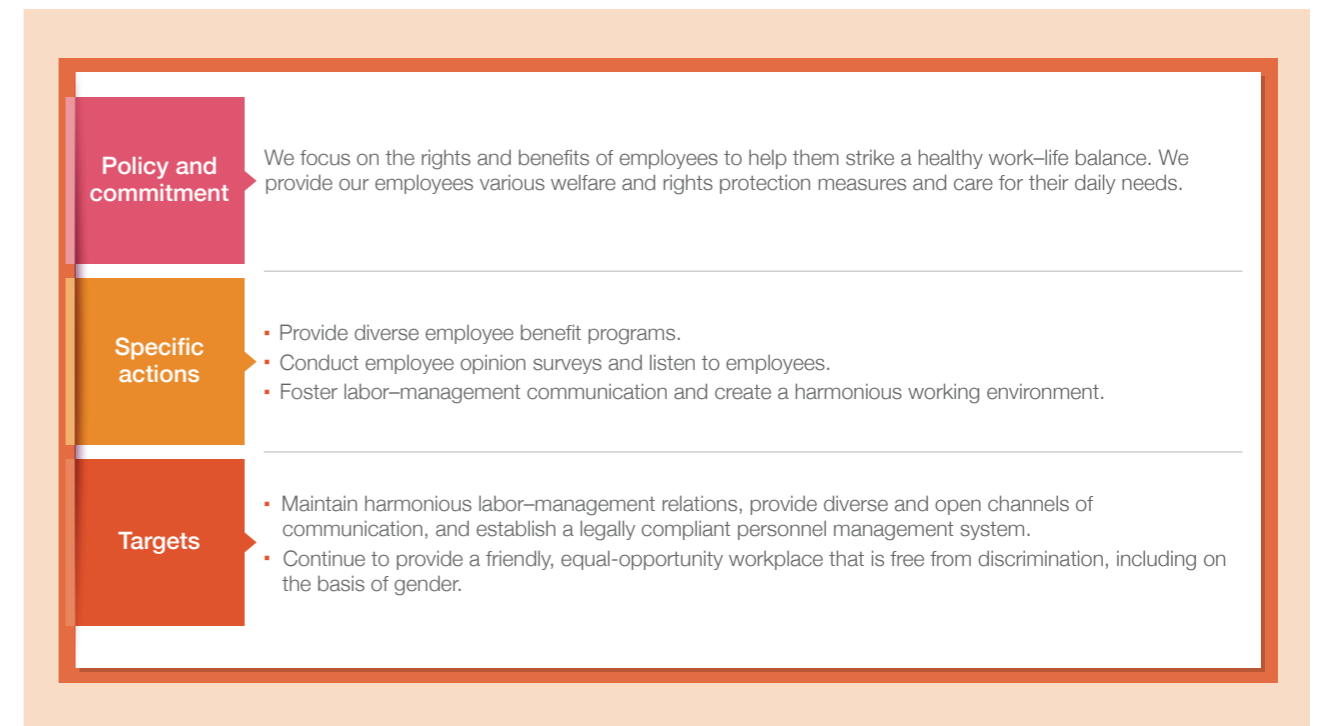 Policy and
commitment
We focus on the rights and benefits of employees to help them strike a healthy work–life balance. We
provide our employees various welfare and rights protection measures and care for their daily needs.
Specific
actions
▪ Provide diverse employee benefit programs.
▪ Conduct employee opinion surveys and listen to employees.
▪ Foster labor–management communication and create a harmonious working environment.
Targets
▪ Maintain harmonious labor–management relations, provide diverse and open channels of
communication, and establish a legally compliant personnel management system.
▪ Continue to provide a friendly, equal-opportunity workplace that is free from discrimination, including on
the basis of gender.